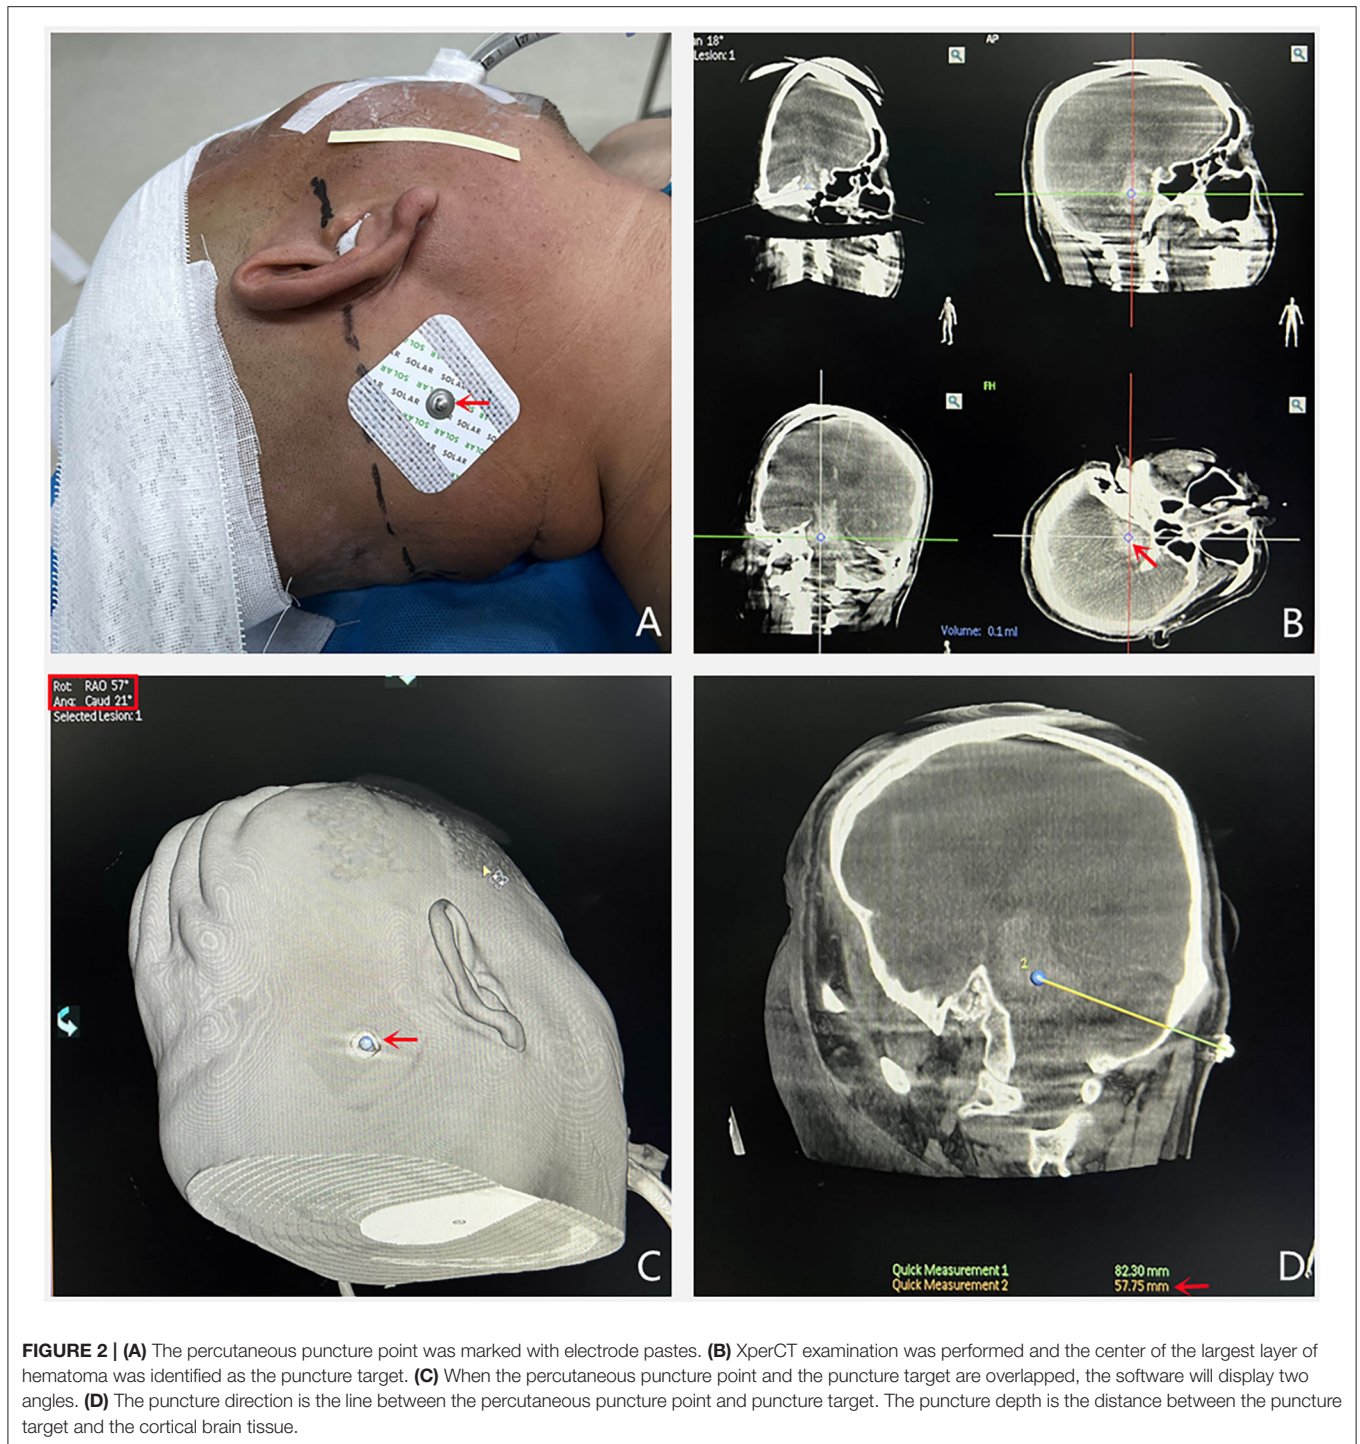 SOLAR SOLAR
SOLAR SOLAR
A
in 18°
Lesion: 1
AP
FH
Volume: 0.1 ml
B
Rot: RAO 57°
Ang: Caud 21°
Selected Lesion: 1
C
2
Quick Measurement 1 82.30 mm
Quick Measurement 2 57.75 mm
D
FIGURE 2 | (A) The percutaneous puncture point was marked with electrode pastes. (B) XperCT examination was performed and the center of the largest layer of
hematoma was identified as the puncture target. (C) When the percutaneous puncture point and the puncture target are overlapped, the software will display two
angles. (D) The puncture direction is the line between the percutaneous puncture point and puncture target. The puncture depth is the distance between the puncture
target and the cortical brain tissue.